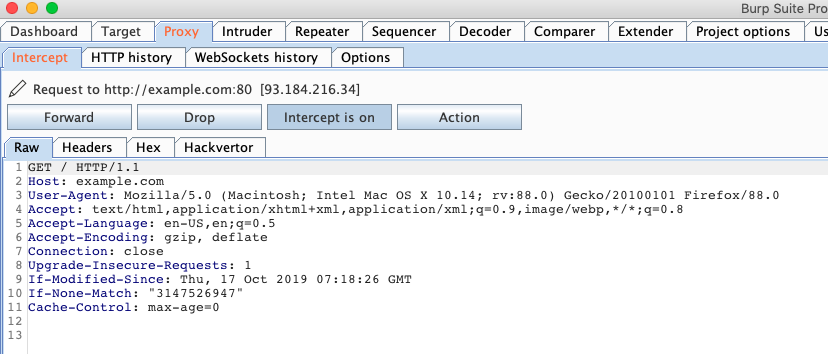 Burp Suite Pro
Dashboard Target Proxy Intruder Repeater Sequencer Decoder Comparer Extender Project options Us
Intercept HTTP history WebSockets history Options
Request to http://example.com:80 [93.184.216.34]
Forward Drop Intercept is on Action
Raw Headers Hex Hackvertor
1 GET / HTTP/1.1
2 Host: example.com
3 User-Agent: Mozilla/5.0 (Macintosh; Intel Mac OS X 10.14; rv:88.0) Gecko/20100101 Firefox/88.0
4 Accept: text/html,application/xhtml+xml,application/xml;q=0.9,image/webp,*/*;q=0.8
5 Accept-Language: en-US,en;q=0.5
6 Accept-Encoding: gzip, deflate
7 Connection: close
8 Upgrade-Insecure-Requests: 1
9 If-Modified-Since: Thu, 17 Oct 2019 07:18:26 GMT
10 If-None-Match: "3147526947"
11 Cache-Control: max-age=0
12
13